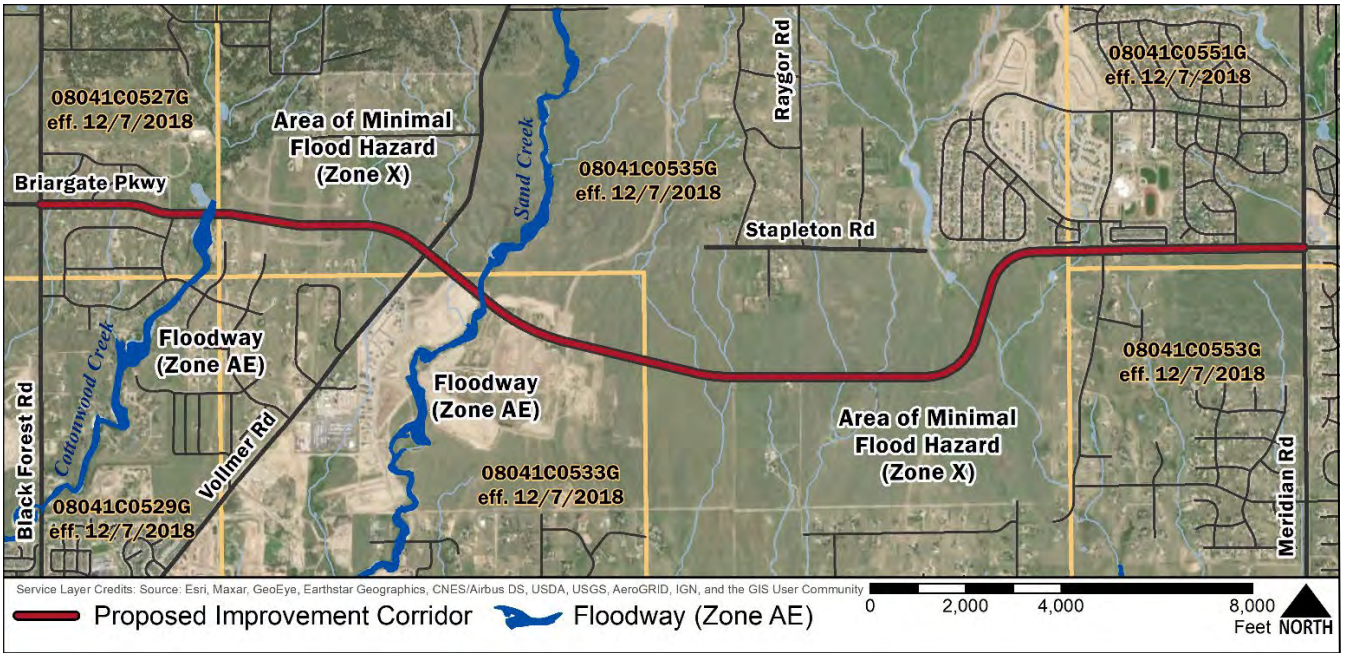 08041C0527G
eff. 12/7/2018
Area of Minimal
Flood Hazard
(Zone X)
Sand Creek
08041C0535G
eff. 12/7/2018
Raygor Rd
08041C0551G
eff. 12/7/2018
Briargate Pkwy
Stapleton Rd
Cottonwood Creek
Floodway
(Zone AE)
Floodway
(Zone AE)
Black Forest Rd
Vollmer Rd
08041C0529G
eff. 12/7/2018
08041C0533G
eff. 12/7/2018
Area of Minimal
Flood Hazard
(Zone X)
08041C0553G
eff. 12/7/2018
Meridian Rd
Service Layer Credits: Source: Esri, Maxar, GeoEye, Earthstar Geographics, CNES/Airbus DS, USDA, USGS, AeroGRID, IGN, and the GIS User Community
Proposed Improvement Corridor
Floodway (Zone AE)
0 2,000 4,000 8,000
Feet
NORTH